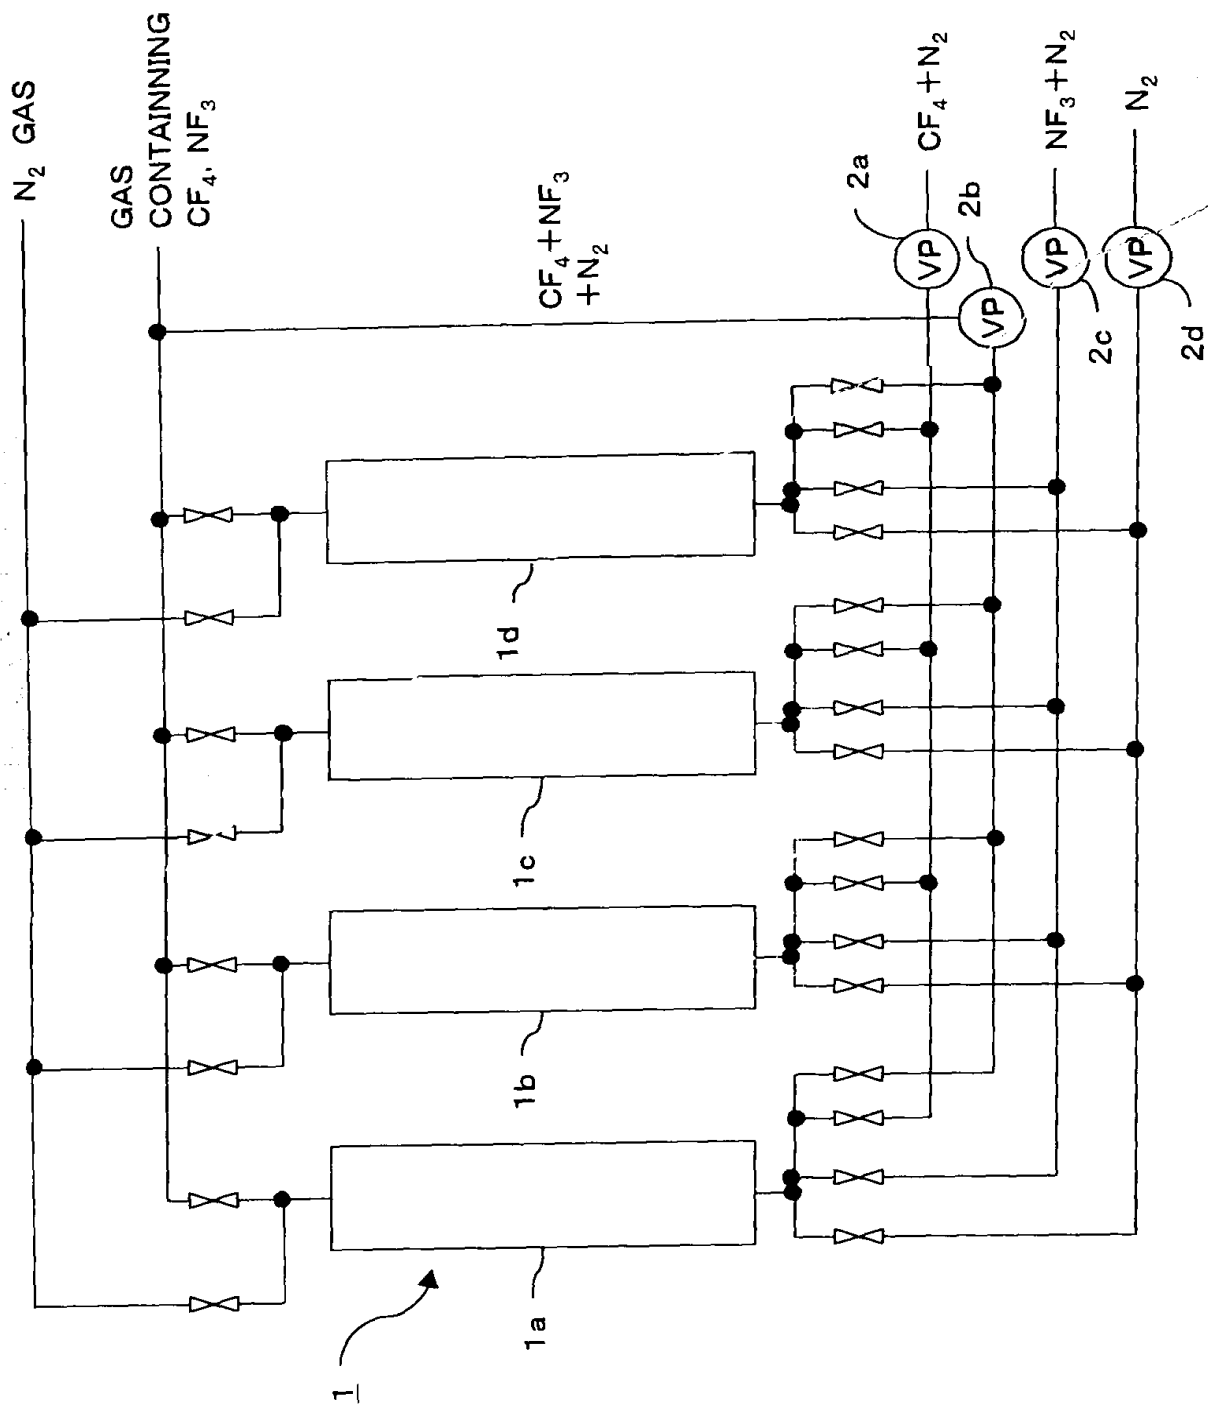 N₂ GAS
GAS
CONTAINNING
CF₄, NF₃
CF₄+NF₃
+N₂
CF₄+N₂
NF₃+N₂
N₂
2a
VP
2b
VP
VP
2c
VP
2d
1d
1c
1b
1a
1